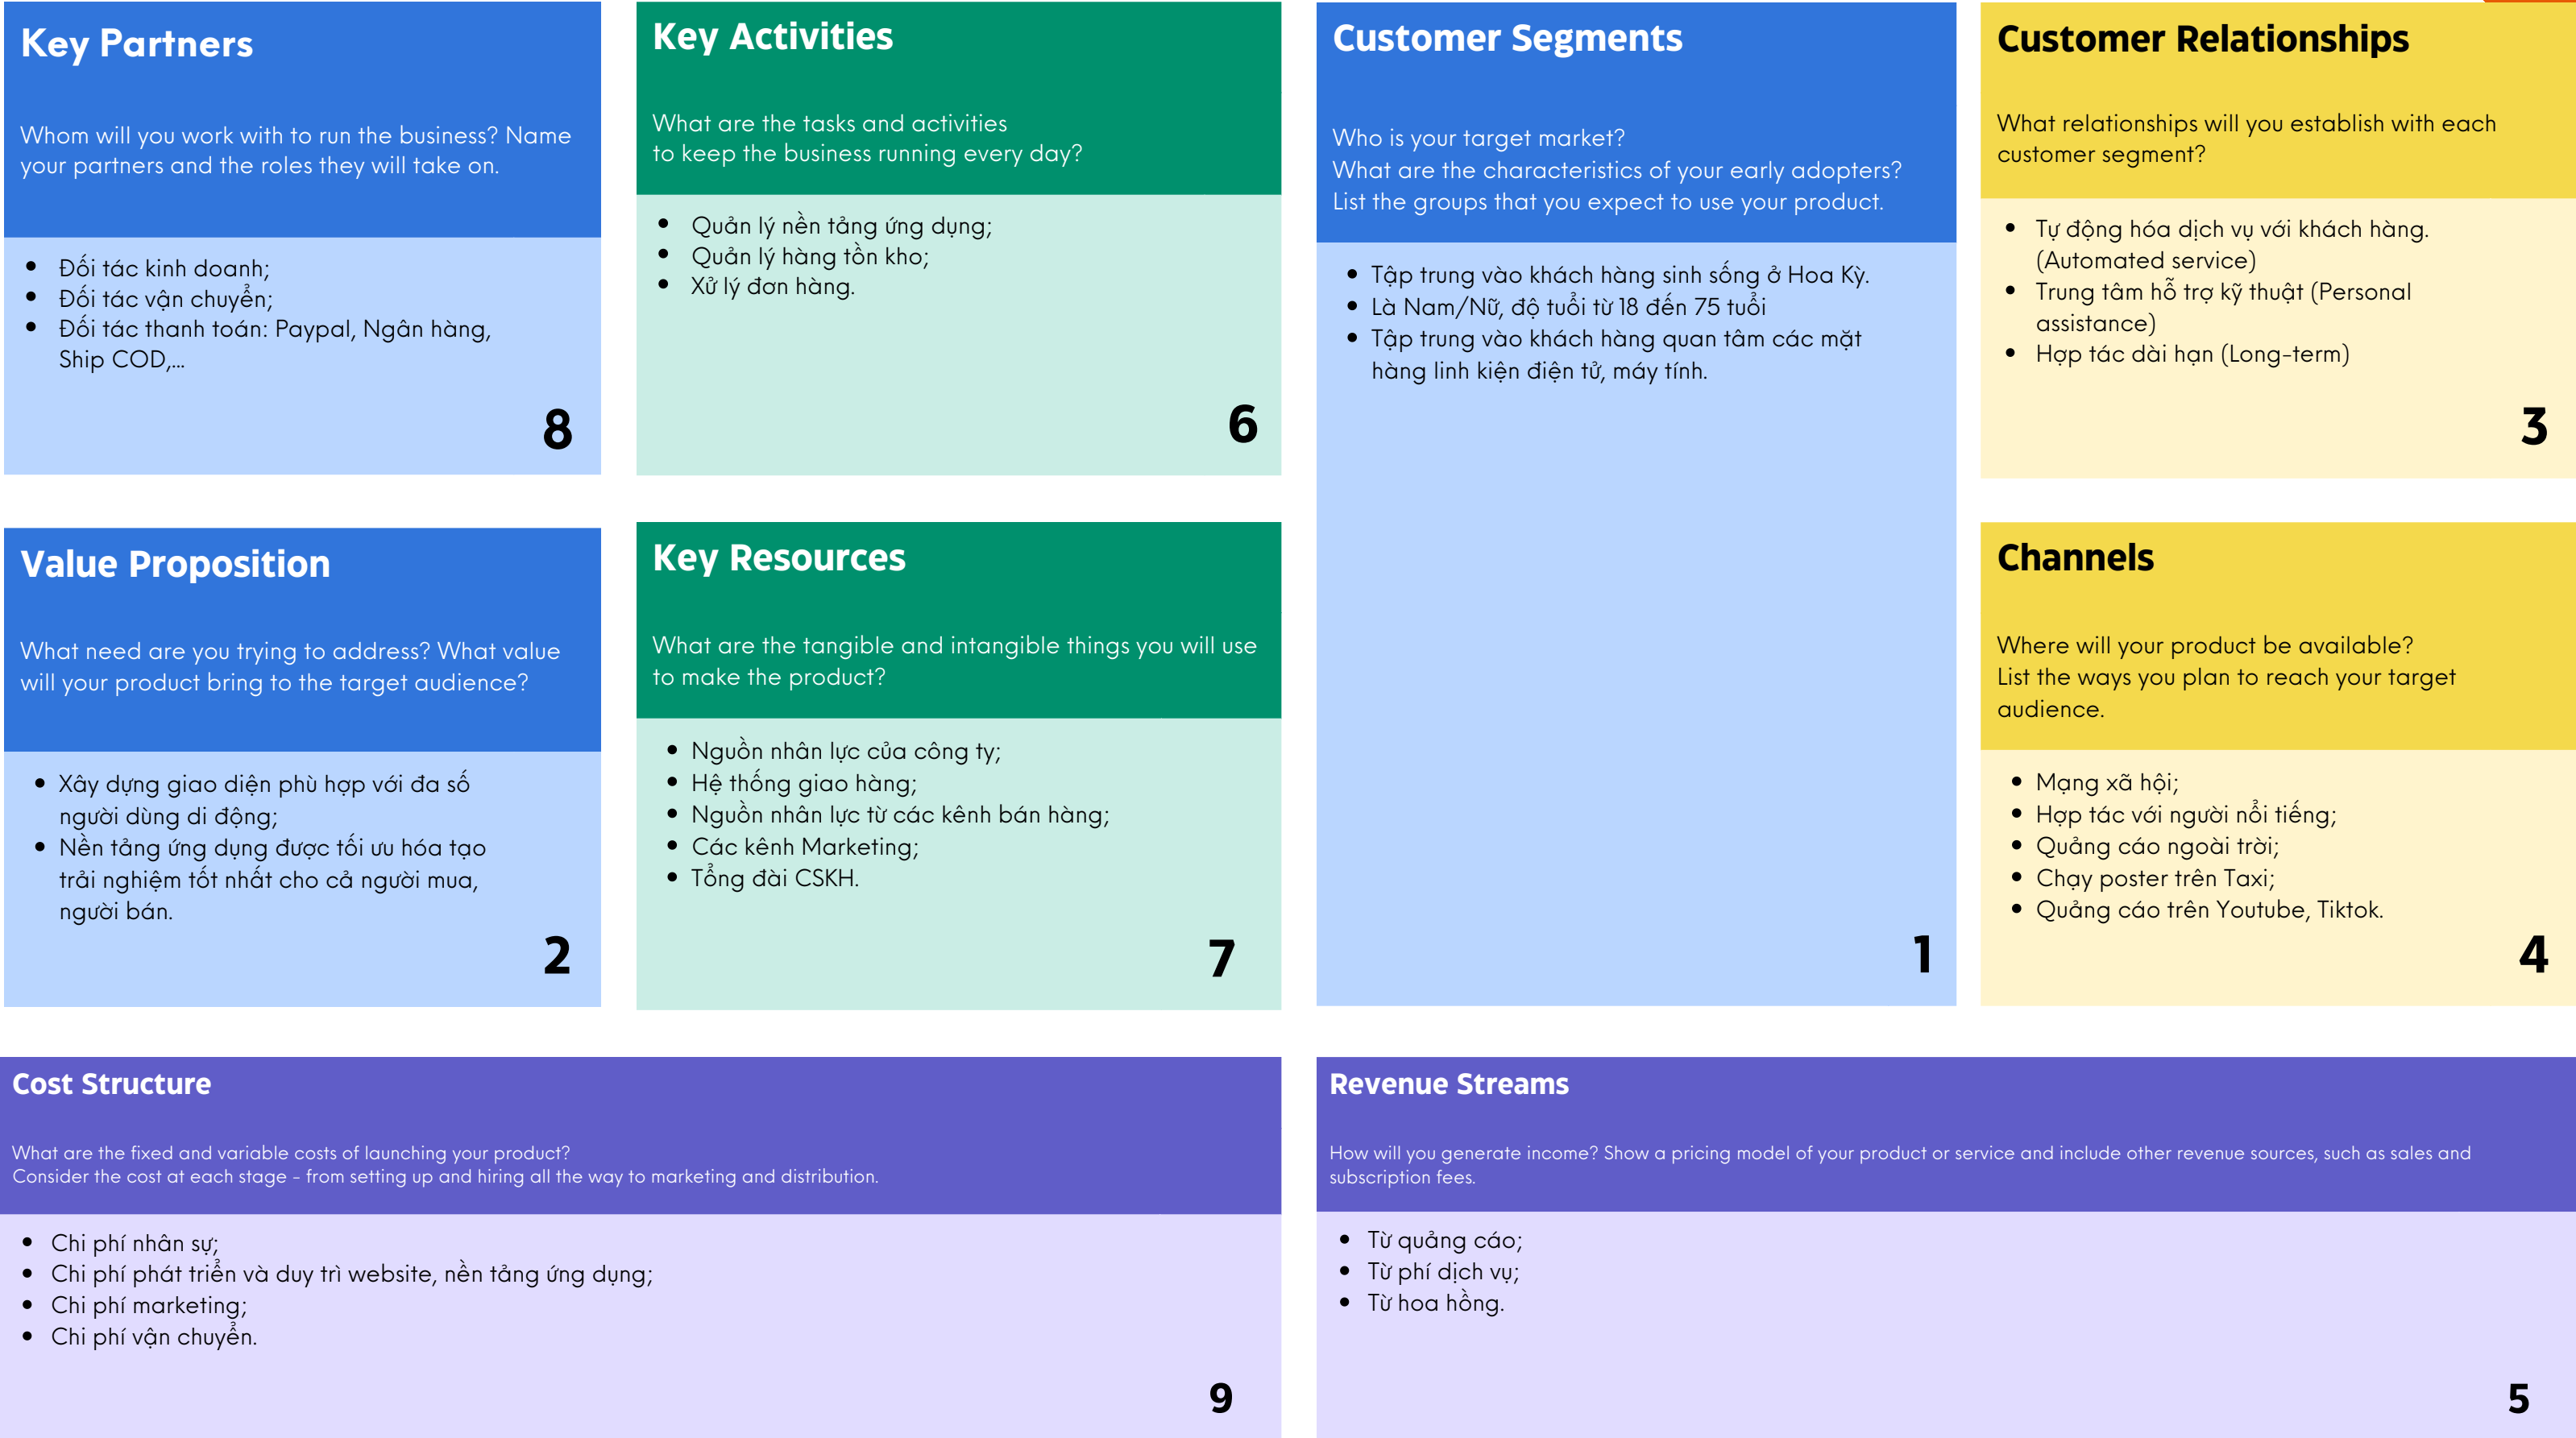 Key Partners
Whom will you work with to run the business? Name
your partners and the roles they will take on.
• Đối tác kinh doanh;
• Đối tác vận chuyển;
• Đối tác thanh toán: Paypal, Ngân hàng,
Ship COD,...
8
Key Activities
What are the tasks and activities
to keep the business running every day?
• Quản lý nền tảng ứng dụng;
• Quản lý hàng tồn kho;
• Xử lý đơn hàng.
6
Customer Segments
Who is your target market?
What are the characteristics of your early adopters?
List the groups that you expect to use your product.
• Tập trung vào khách hàng sinh sống ở Hoa Kỳ.
• Là Nam/Nữ, độ tuổi từ 18 đến 75 tuổi
• Tập trung vào khách hàng quan tâm các mặt
hàng linh kiện điện tử, máy tính.
1
Customer Relationships
What relationships will you establish with each
customer segment?
• Tự động hóa dịch vụ với khách hàng.
(Automated service)
• Trung tâm hỗ trợ kỹ thuật (Personal
assistance)
• Hợp tác dài hạn (Long-term)
3
Value Proposition
What need are you trying to address? What value
will your product bring to the target audience?
• Xây dựng giao diện phù hợp với đa số
người dùng di động;
• Nền tảng ứng dụng được tối ưu hóa tạo
trải nghiệm tốt nhất cho cả người mua,
người bán.
2
Key Resources
What are the tangible and intangible things you will use
to make the product?
• Nguồn nhân lực của công ty;
• Hệ thống giao hàng;
• Nguồn nhân lực từ các kênh bán hàng;
• Các kênh Marketing;
• Tổng đài CSKH.
7
Channels
Where will your product be available?
List the ways you plan to reach your target
audience.
• Mạng xã hội;
• Hợp tác với người nổi tiếng;
• Quảng cáo ngoài trời;
• Chạy poster trên Taxi;
• Quảng cáo trên Youtube, Tiktok.
4
Cost Structure
What are the fixed and variable costs of launching your product?
Consider the cost at each stage - from setting up and hiring all the way to marketing and distribution.
• Chi phí nhân sự;
• Chi phí phát triển và duy trì website, nền tảng ứng dụng;
• Chi phí marketing;
• Chi phí vận chuyển.
9
Revenue Streams
How will you generate income? Show a pricing model of your product or service and include other revenue sources, such as sales and
subscription fees.
• Từ quảng cáo;
• Từ phí dịch vụ;
• Từ hoa hồng.
5